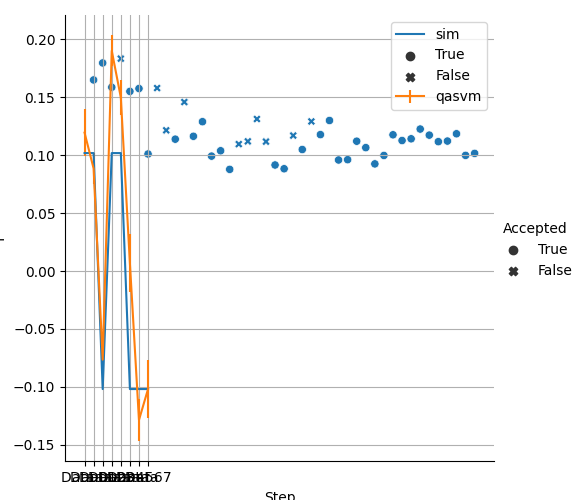 0.20
0.15
0.10
0.05
0.00
−0.05
−0.10
−0.15
sim
True
False
qasvm
Accepted
True
False
Step